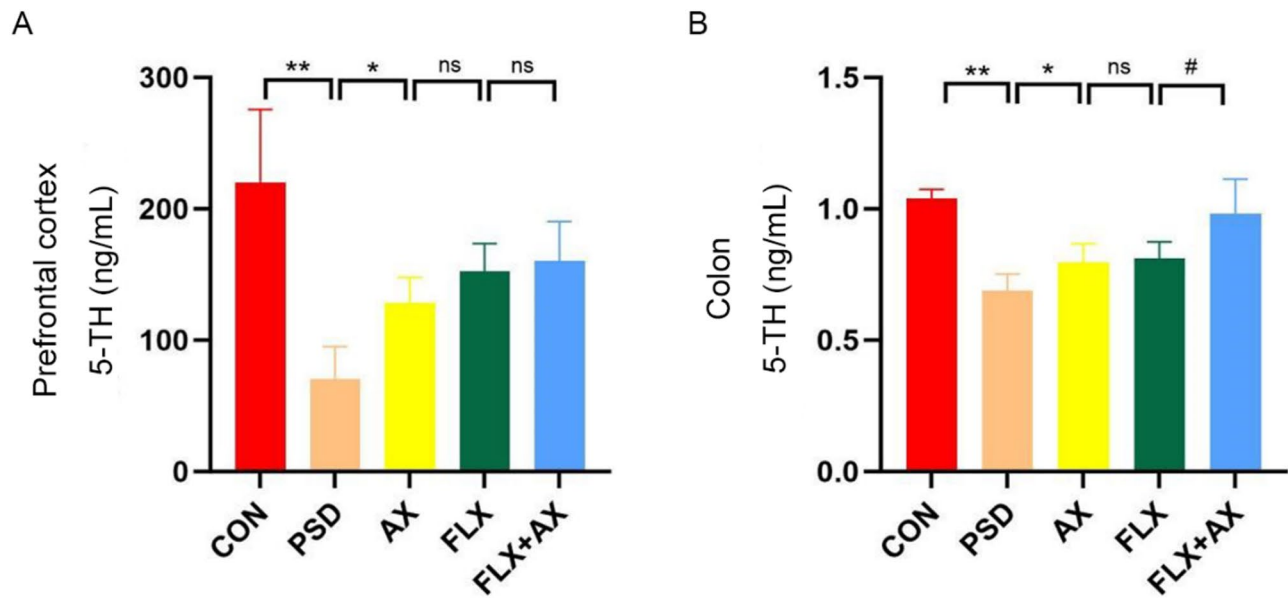 A
** * ns ns
300
200
100
0
Prefrontal cortex
5-TH (ng/mL)
CON PSD AX FLX FLX+AX
B
** * ns #
1.5
1.0
0.5
0.0
Colon
5-TH (ng/mL)
CON PSD AX FLX FLX+AX